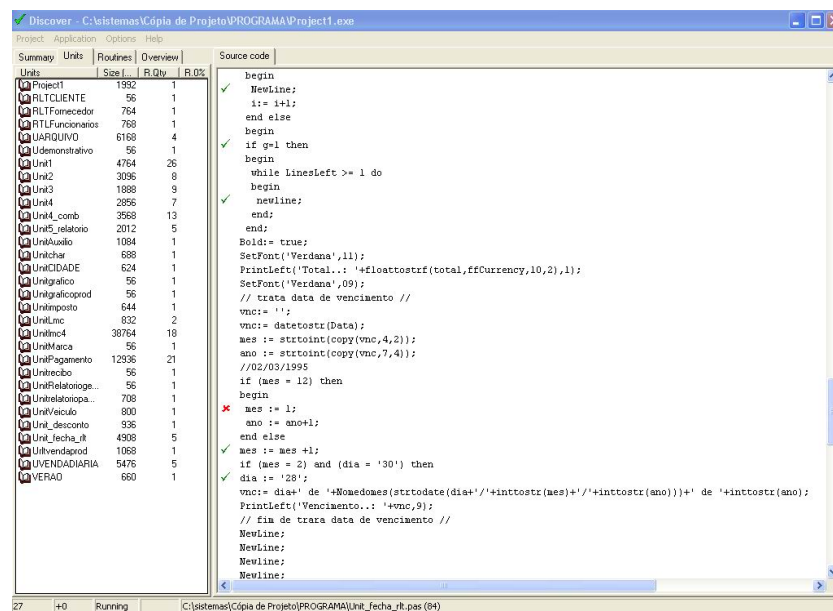 Discover - C:\sistemas\Cópia de Projeto\PROGRAMA\Project1.exe
Project Application Options Help
Summary Units Routines Overview
Units Size (... R.Qty R.0%
Project1 1992 1
RLTCLIENTE 56 1
RLTFornecedor 764 1
RTLFuncionarios 768 1
UARQUIVO 6168 4
Udemonstrativo 56 1
Unit1 4764 26
Unit2 3096 8
Unit3 1888 9
Unit4 2856 7
Unit4_comb 3568 13
Unit5_relatorio 2012 5
UnitAuxilio 1084 1
Unitchar 688 1
UnitCIDADE 624 1
Unitgrafico 56 1
Unitgraficoprod 56 1
Unitimposto 644 1
UnitLmc 832 2
Unitlmc4 38764 18
UnitMarca 56 1
UnitPagamento 12936 21
Unitrecibo 56 1
UnitRelatorioge... 56 1
Unitrelatoriopa... 708 1
UnitVeiculo 800 1
Unit_desconto 936 1
Unit_fecha_rlt 4908 5
Urltvendaprod 1068 1
UVENDADIARIA 5476 5
VERAO 660 1
Source code
begin
NewLine;
i:= i+1;
end else
begin
if g=1 then
begin
while LinesLeft >= 1 do
begin
newline;
end;
end;
Bold:= true;
SetFont('Verdana',11);
PrintLeft('Total..: '+floattostrf(total,ffCurrency,10,2),1);
SetFont('Verdana',09);
// trata data de vencimento //
vnc:= '';
vnc:= datetostr(Data);
mes := strtoint(copy(vnc,4,2));
ano := strtoint(copy(vnc,7,4));
//02/03/1995
if (mes = 12) then
begin
mes := 1;
ano := ano+1;
end else
mes := mes +1;
if (mes = 2) and (dia = '30') then
dia := '28';
vnc:= dia+' de '+Nomedomes(strtodate(dia+'/'+inttostr(mes)+'/'+inttostr(ano)))+' de '+inttostr(ano);
PrintLeft('Vencimento..: '+vnc,9);
// fim de trara data de vencimento //
NewLine;
NewLine;
Newline;
Newline;
27 +0 Running C:\sistemas\Cópia de Projeto\PROGRAMA\Unit_fecha_rlt.pas (84)